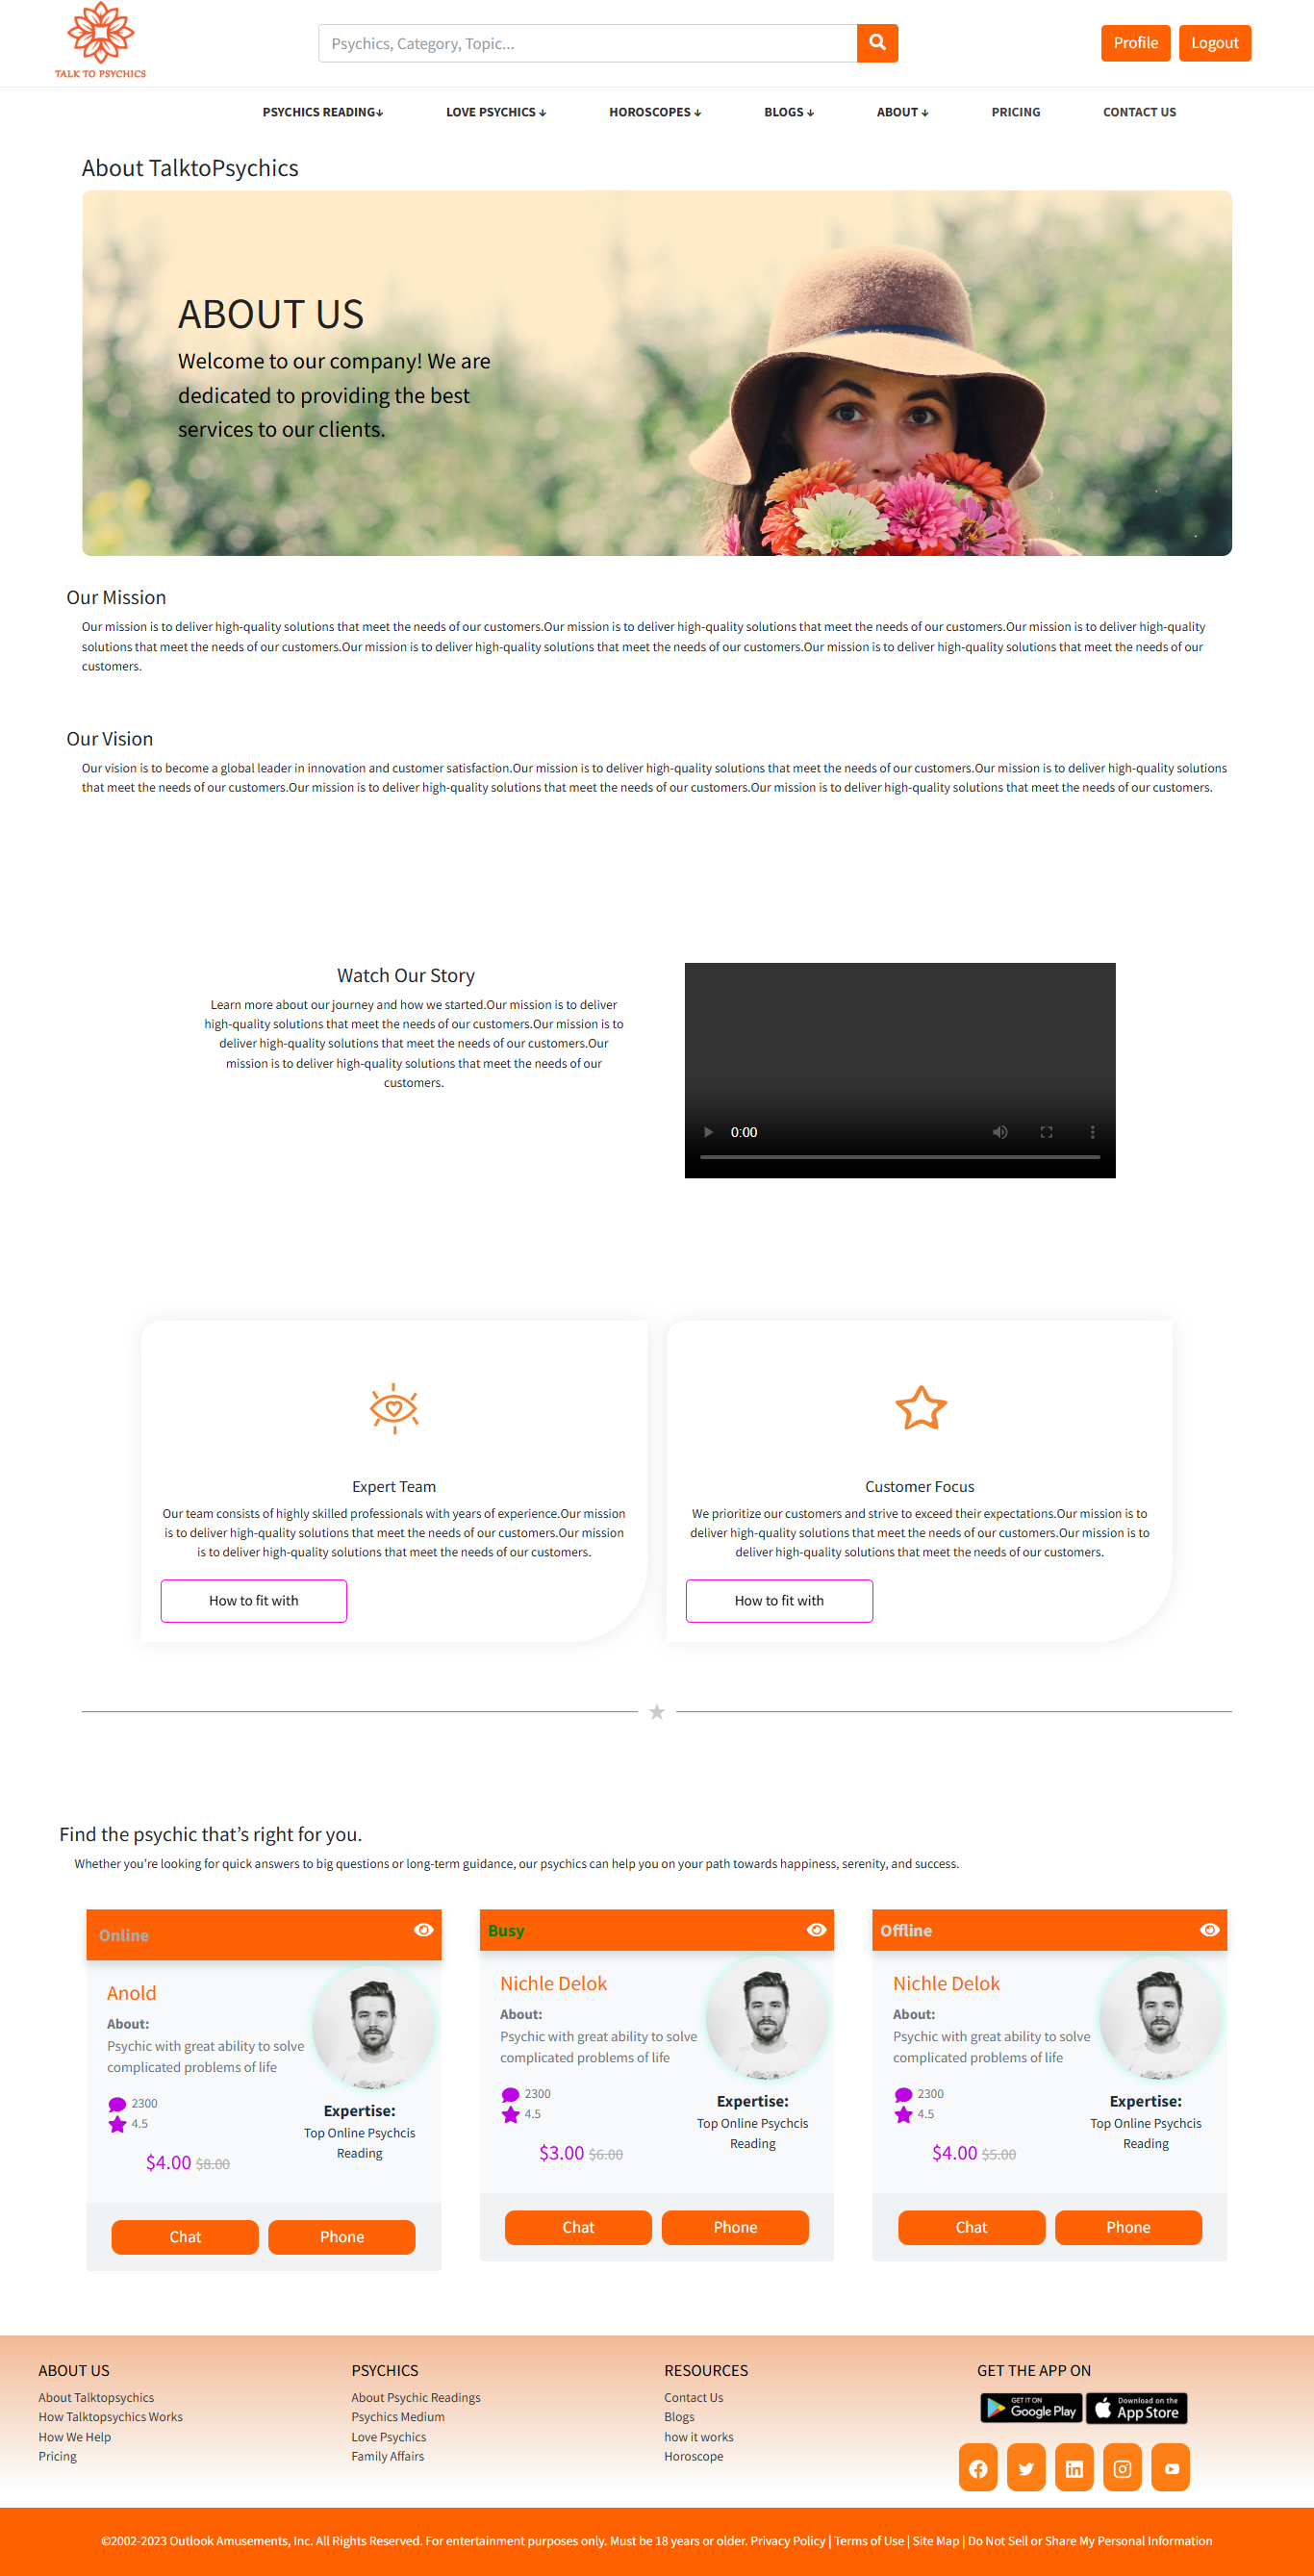 TALK TO PSYCHICS
Psychics, Category, Topic...
Profile
Logout
PSYCHICS READING↓
LOVE PSYCHICS ↓
HOROSCOPES ↓
BLOGS ↓
ABOUT ↓
PRICING
CONTACT US
About TalktoPsychics
ABOUT US
Welcome to our company! We are
dedicated to providing the best
services to our clients.
Our Mission
Our mission is to deliver high-quality solutions that meet the needs of our customers.Our mission is to deliver high-quality solutions that meet the needs of our customers.Our mission is to deliver high-quality
solutions that meet the needs of our customers.Our mission is to deliver high-quality solutions that meet the needs of our customers.Our mission is to deliver high-quality solutions that meet the needs of our
customers.
Our Vision
Our vision is to become a global leader in innovation and customer satisfaction.Our mission is to deliver high-quality solutions that meet the needs of our customers.Our mission is to deliver high-quality solutions
that meet the needs of our customers.Our mission is to deliver high-quality solutions that meet the needs of our customers.Our mission is to deliver high-quality solutions that meet the needs of our customers.
Watch Our Story
Learn more about our journey and how we started.Our mission is to deliver
high-quality solutions that meet the needs of our customers.Our mission is to
deliver high-quality solutions that meet the needs of our customers.Our
mission is to deliver high-quality solutions that meet the needs of our
customers.
0:00
Expert Team
Our team consists of highly skilled professionals with years of experience.Our mission
is to deliver high-quality solutions that meet the needs of our customers.Our mission
is to deliver high-quality solutions that meet the needs of our customers.
How to fit with
Customer Focus
We prioritize our customers and strive to exceed their expectations.Our mission is to
deliver high-quality solutions that meet the needs of our customers.Our mission is to
deliver high-quality solutions that meet the needs of our customers.
How to fit with
Find the psychic that's right for you.
Whether you're looking for quick answers to big questions or long-term guidance, our psychics can help you on your path towards happiness, serenity, and success.
Online
Anold
About:
Psychic with great ability to solve
complicated problems of life
2300
4.5
$4.00 $8.00
Expertise:
Top Online Psychcis
Reading
Chat
Phone
Busy
Nichle Delok
About:
Psychic with great ability to solve
complicated problems of life
2300
4.5
$3.00 $6.00
Expertise:
Top Online Psychcis
Reading
Chat
Phone
Offline
Nichle Delok
About:
Psychic with great ability to solve
complicated problems of life
2300
4.5
$4.00 $5.00
Expertise:
Top Online Psychcis
Reading
Chat
Phone
ABOUT US
About Talktopsychics
How Talktopsychics Works
How We Help
Pricing
PSYCHICS
About Psychic Readings
Psychics Medium
Love Psychics
Family Affairs
RESOURCES
Contact Us
Blogs
how it works
Horoscope
GET THE APP ON
GET IT ON
Google Play
Download on the
App Store
©2002-2023 Outlook Amusements, Inc. All Rights Reserved. For entertainment purposes only. Must be 18 years or older. Privacy Policy | Terms of Use | Site Map | Do Not Sell or Share My Personal Information